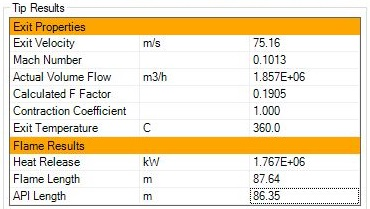 Tip Results
Exit Properties
Exit Velocity m/s 75.16
Mach Number 0.1013
Actual Volume Flow m3/h 1.857E+06
Calculated F Factor 0.1905
Contraction Coefficient 1.000
Exit Temperature C 360.0
Flame Results
Heat Release kW 1.767E+06
Flame Length m 87.64
API Length m 86.35